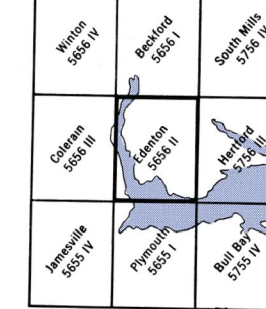 Winton
5656 IV
Beckford
5656 I
South Mills
5756 IV
Colerain
5656 III
Edenton
5656 II
Hertford
5756 III
Jamesville
5655 IV
Plymouth
5655 I
Bull Bay
5755 IV